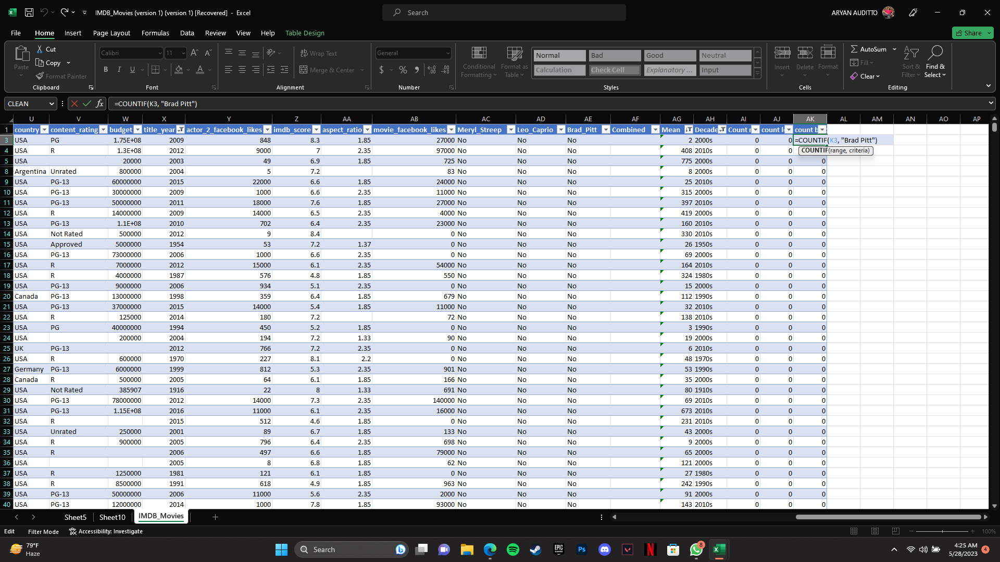 IMDB_Movies (version 1) (version 1) [Recovered] - Excel
Search
ARYAN AUDITTO
File Home Insert Page Layout Formulas Data Review View Help Table Design
Share
Paste
Cut
Copy
Format Painter
Clipboard
Calibri 11
B I U
Font
Wrap Text
Merge & Center
Alignment
General
Number
Conditional Formatting
Format as Table
Normal Bad Good Neutral
Calculation Check Cell Explanatory ... Input
Styles
Insert Delete Format
Cells
AutoSum
Fill
Clear
Sort & Filter
Find & Select
Editing
CLEAN
fx =COUNTIF(K3, "Brad Pitt")
U V W X Y Z AA AB AC AD AE AF AG AH AI AJ AK AL AM AN AO AP
1 country content_rating budget title_year actor_2_facebook_likes imdb_score aspect_ratio movie_facebook_likes Meryl_Streep Leo_Caprio Brad_Pitt Combined Mean Decade Count count count
3 USA PG 1.75E+08 2009 848 8.3 1.85 27000 No No No 2 2000s 0 0 =COUNTIF(K3, "Brad Pitt")
4 USA R 1.3E+08 2012 9000 7 2.35 97000 No No No 408 2010s 0 0
COUNTIF(range, criteria)
5 USA 20000 2003 49 6.9 1.85 725 No No No 775 2000s 0 0 0
8 Argentina Unrated 800000 2004 5 7.2 83 No No No 8 2000s 0 0 0
9 USA PG-13 60000000 2015 22000 6.6 1.85 24000 No No No 25 2010s 0 0 0
10 USA PG-13 30000000 2009 1000 6.6 2.35 11000 No No No 315 2000s 0 0 0
11 USA PG-13 50000000 2011 18000 7.6 1.85 27000 No No No 397 2010s 0 0 0
12 USA R 14000000 2009 14000 6.5 2.35 4000 No No No 419 2000s 0 0 0
13 USA PG-13 1.1E+08 2010 702 6.4 2.35 23000 No No No 160 2010s 0 0 0
14 USA Not Rated 500000 2012 9 8.4 0 No No No 330 2010s 0 0 0
15 USA Approved 5000000 1954 53 7.2 1.37 0 No No No 26 1950s 0 0 0
16 USA PG-13 73000000 2006 1000 6.6 2.35 0 No No No 69 2000s 0 0 0
17 USA R 7000000 2012 15000 6.1 2.35 54000 No No No 164 2010s 0 0 0
18 USA R 4000000 1987 576 4.8 1.85 550 No No No 324 1980s 0 0 0
19 USA PG-13 9000000 2006 934 5.1 2.35 0 No No No 15 2000s 0 0 0
20 Canada PG-13 13000000 1998 359 6.4 1.85 679 No No No 112 1990s 0 0 0
21 USA PG-13 37000000 2015 14000 5.4 1.85 11000 No No No 32 2010s 0 0 0
22 USA R 125000 2014 180 7.2 72 No No No 138 2010s 0 0 0
23 USA PG 40000000 1994 450 5.2 1.85 0 No No No 3 1990s 0 0 0
24 USA 200000 2004 194 7.2 1.33 90 No No No 19 2000s 0 0 0
25 UK PG-13 2012 766 7.2 2.35 0 No No No 6 2010s 0 0 0
26 USA R 600000 1970 227 8.1 2.2 0 No No No 48 1970s 0 0 0
27 Germany PG-13 6000000 1999 812 5.3 2.35 901 No No No 53 1990s 0 0 0
28 Canada R 500000 2005 64 6.1 1.85 166 No No No 35 2000s 0 0 0
29 USA Not Rated 385907 1916 22 8 1.33 691 No No No 80 1910s 0 0 0
30 USA PG-13 78000000 2012 14000 7.3 2.35 140000 No No No 69 2010s 0 0 0
31 USA PG-13 1.15E+08 2016 11000 6.1 2.35 16000 No No No 673 2010s 0 0 0
32 USA R 2015 512 4.6 1.85 0 No No No 231 2010s 0 0 0
33 USA Unrated 250000 2001 89 6.7 1.85 133 No No No 43 2000s 0 0 0
34 USA R 900000 2005 796 6.4 2.35 698 No No No 9 2000s 0 0 0
35 USA R 2006 497 6.6 1.85 79000 No No No 65 2000s 0 0 0
36 USA 2005 8 6.8 1.85 62 No No No 121 2000s 0 0 0
37 USA R 1250000 1981 121 6.1 1.85 0 No No No 27 1980s 0 0 0
38 USA R 8500000 1991 618 4.9 1.85 963 No No No 242 1990s 0 0 0
39 USA PG-13 50000000 2006 11000 5.6 2.35 2000 No No No 91 2000s 0 0 0
40 USA PG-13 12000000 2014 1000 7.8 1.85 93000 No No No 143 2010s 0 0 0
Sheet5 Sheet10 IMDB_Movies
Edit Filter Mode Accessibility: Investigate 100%
79°F
Haze
Search
EPIC GAMES
Ps
8
4:25 AM
5/28/2023
4